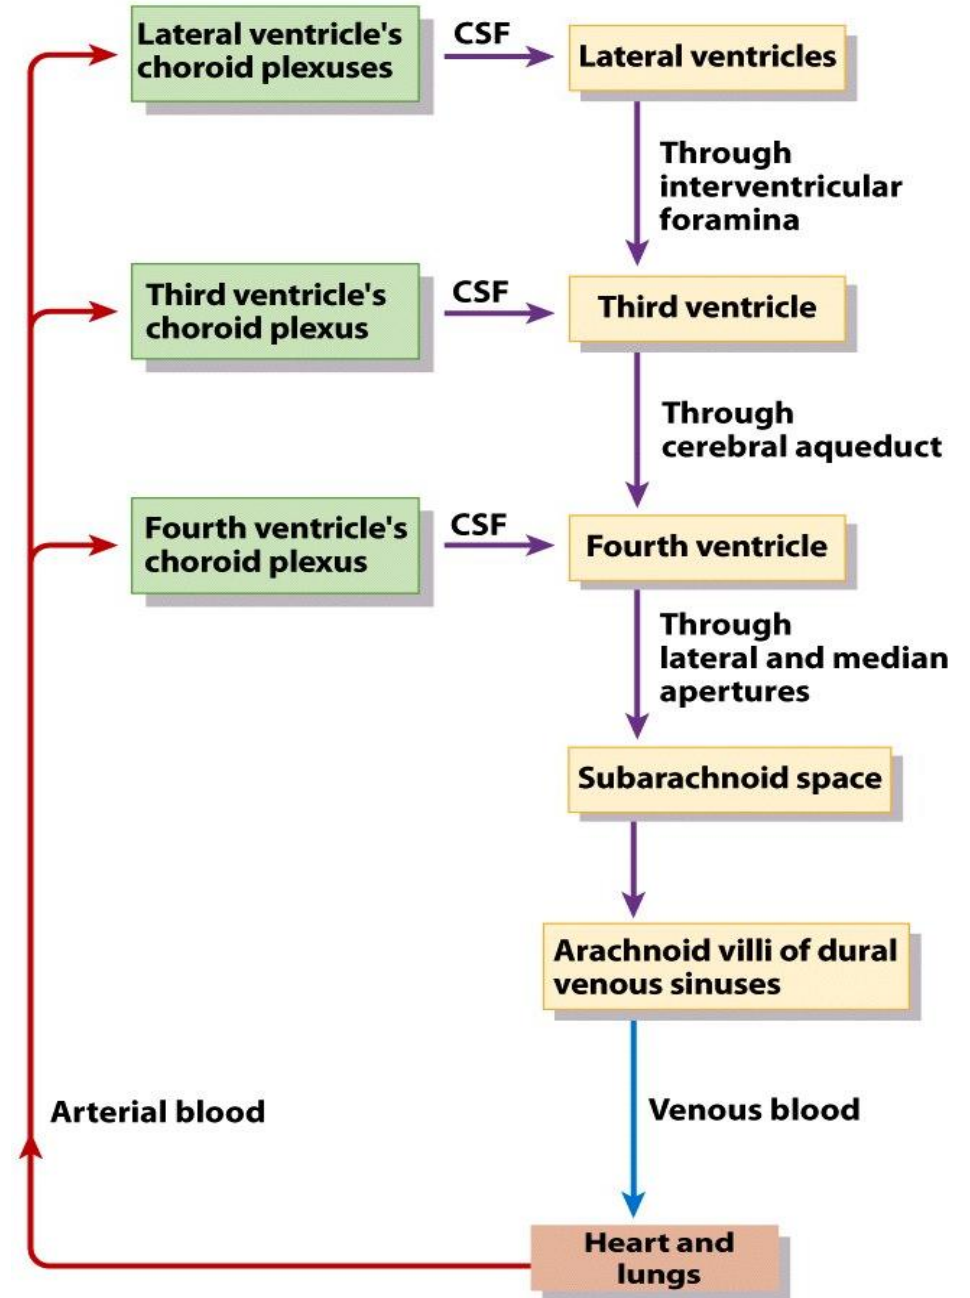 Lateral ventricle's
choroid plexuses
CSF
Lateral ventricles
Through
interventricular
foramina
Third ventricle's
choroid plexus
CSF
Third ventricle
Through
cerebral aqueduct
Fourth ventricle's
choroid plexus
CSF
Fourth ventricle
Through
lateral and median
apertures
Subarachnoid space
Arachnoid villi of dural
venous sinuses
Arterial blood
Venous blood
Heart and
lungs